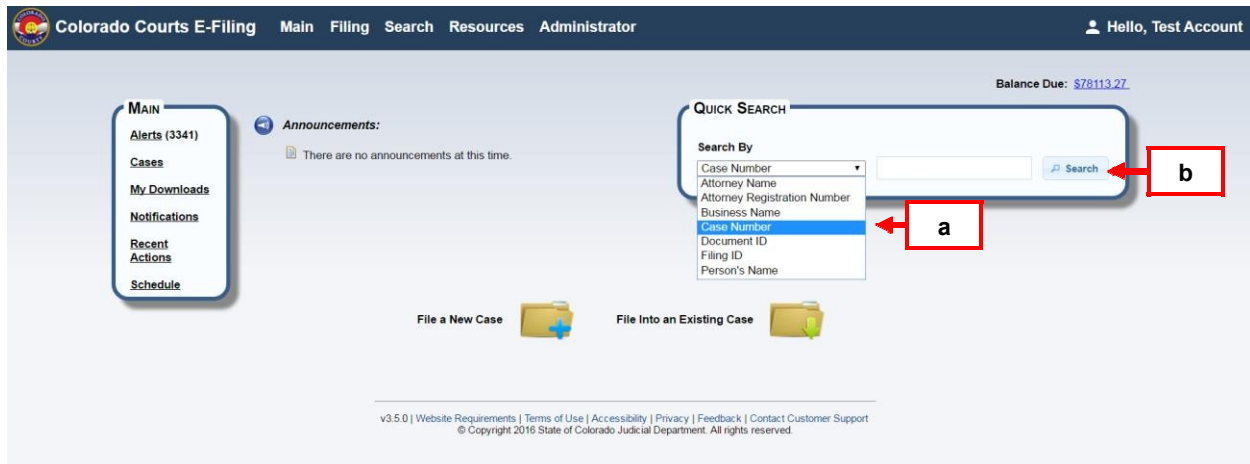 Colorado Courts E-Filing Main Filing Search Resources Administrator Hello, Test Account
Balance Due: $78113.27
MAIN
Alerts (3341)
Cases
My Downloads
Notifications
Recent
Actions
Schedule
Announcements:
There are no announcements at this time.
QUICK SEARCH
Search By
Case Number
Search
b
Attorney Name
Attorney Registration Number
Business Name
Case Number
a
Document ID
Filing ID
Person's Name
File a New Case
File Into an Existing Case
v3.5.0 | Website Requirements | Terms of Use | Accessibility | Privacy | Feedback | Contact Customer Support
© Copyright 2016 State of Colorado Judicial Department. All rights reserved.